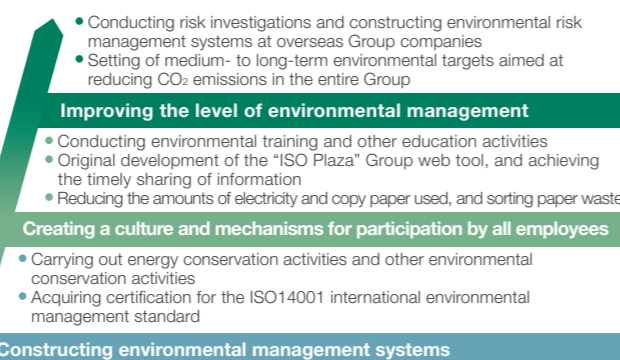 • Conducting risk investigations and constructing environmental risk
management systems at overseas Group companies
• Setting of medium- to long-term environmental targets aimed at
reducing CO₂ emissions in the entire Group
Improving the level of environmental management
• Conducting environmental training and other education activities
• Original development of the “ISO Plaza” Group web tool, and achieving
the timely sharing of information
• Reducing the amounts of electricity and copy paper used, and sorting paper waste
Creating a culture and mechanisms for participation by all employees
• Carrying out energy conservation activities and other environmental
conservation activities
• Acquiring certification for the ISO14001 international environmental
management standard
Constructing environmental management systems